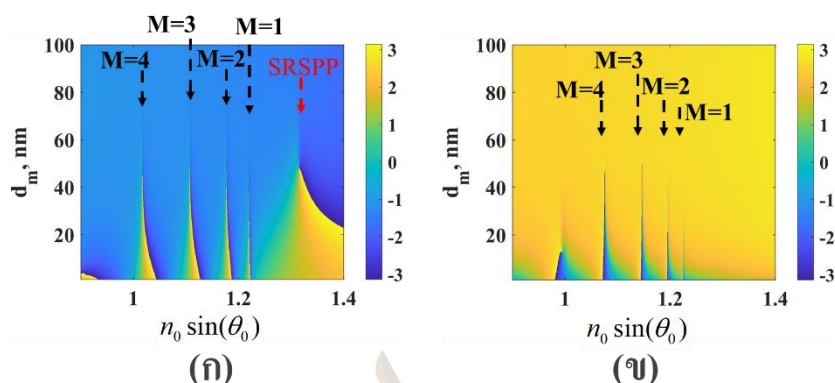 M=3
M=1
M=4
M=2
SRSPP
100
80
60
40
20
d_m, nm
1
1.2
1.4
n_0 sin(θ_0)
3
2
1
0
-1
-2
-3
(ก)
M=3
M=4
M=2
M=1
100
80
60
40
20
d_m, nm
1
1.2
1.4
n_0 sin(θ_0)
3
2
1
0
-1
-2
-3
(ข)